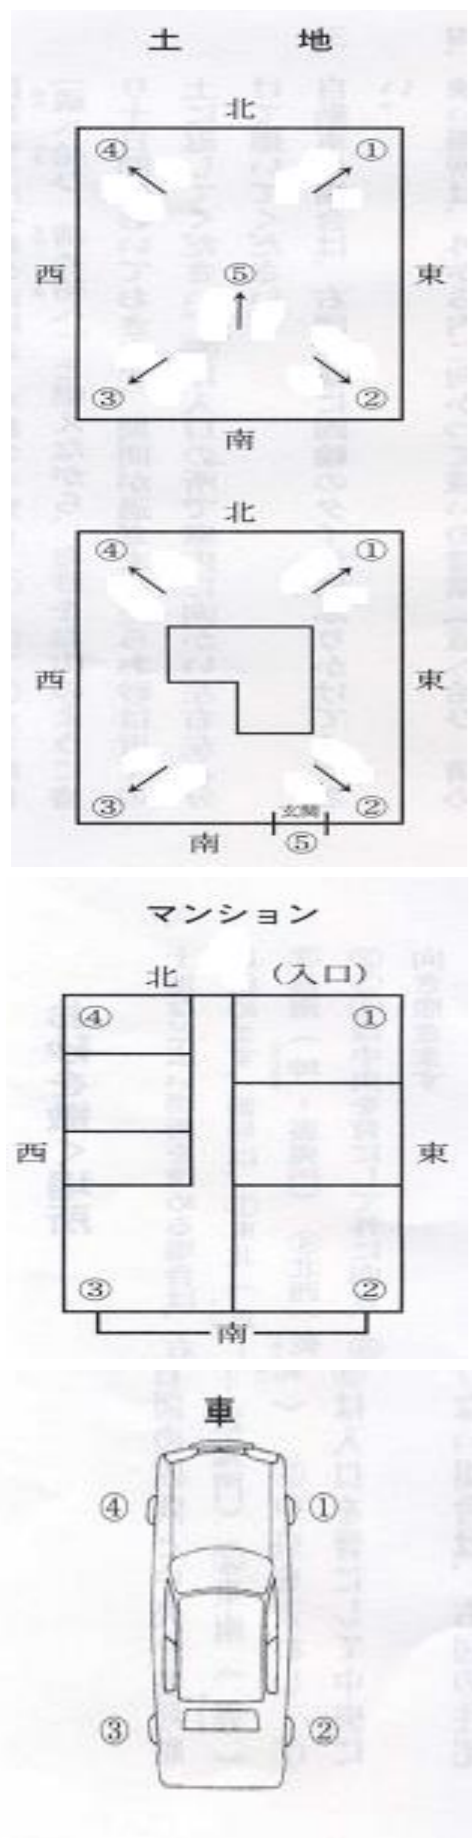 土 地
北
④ ①
西 ⑤ 東
③ ②
南
北
④ ①
西 東
③ 玄関 ②
南 ⑤
マンション
北 (入口)
④ ①
西 東
③ ②
南
車
④ ①
③ ②